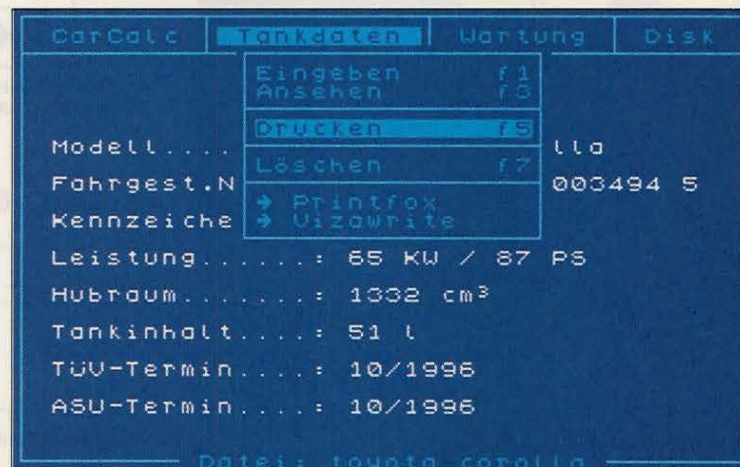 CarCalc Tankdaten Wartung Disk
Eingeben f1
Ansehen f3
Drucken f5
Modell.... lla
Löschen f7
Fahrgest.N 003494 5
→ Printfox
Kennzeiche
→ Vizawrite
Leistung......: 65 KW / 87 PS
Hubraum.......: 1332 cm³
Tankinhalt....: 51 l
TüV-Termin....: 10/1996
ASU-Termin....: 10/1996
Datei: toyota corolla